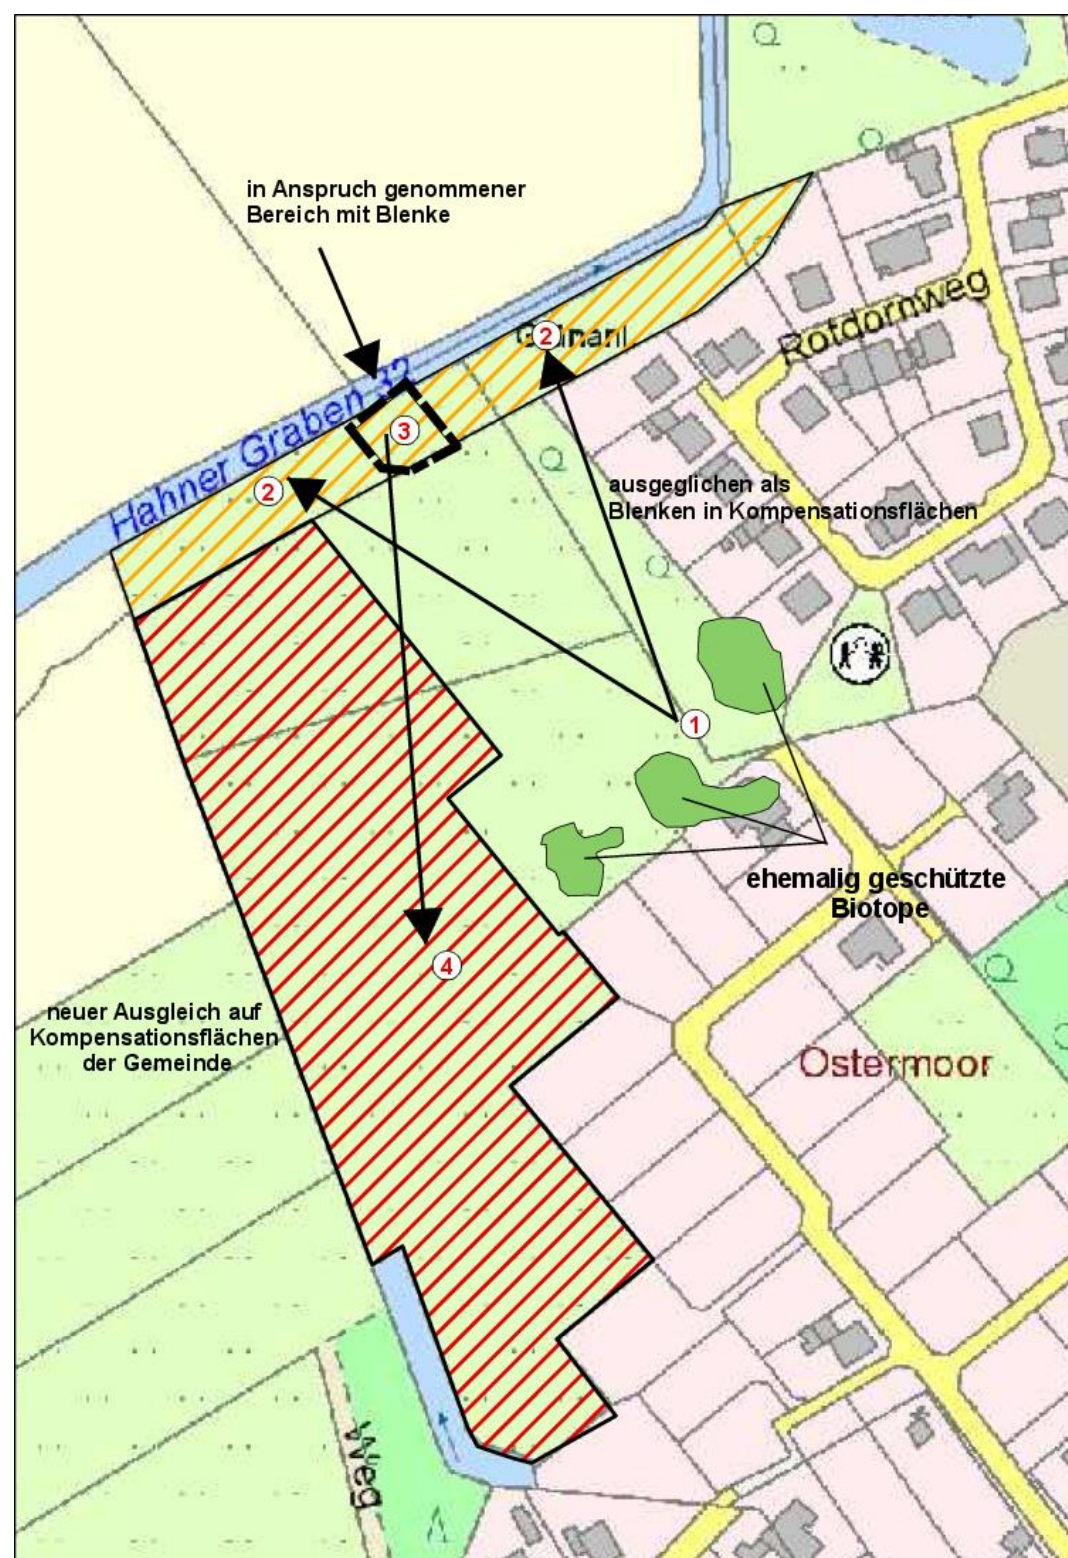 in Anspruch genommener
Bereich mit Blenke
Rotdornweg
2
Hahner Graben 32
3
2
ausgeglichen als
Blenken in Kompensationsflächen
1
ehemalig geschützte
Biotope
4
neuer Ausgleich auf
Kompensationsflächen
der Gemeinde
Ostermoor
Weg